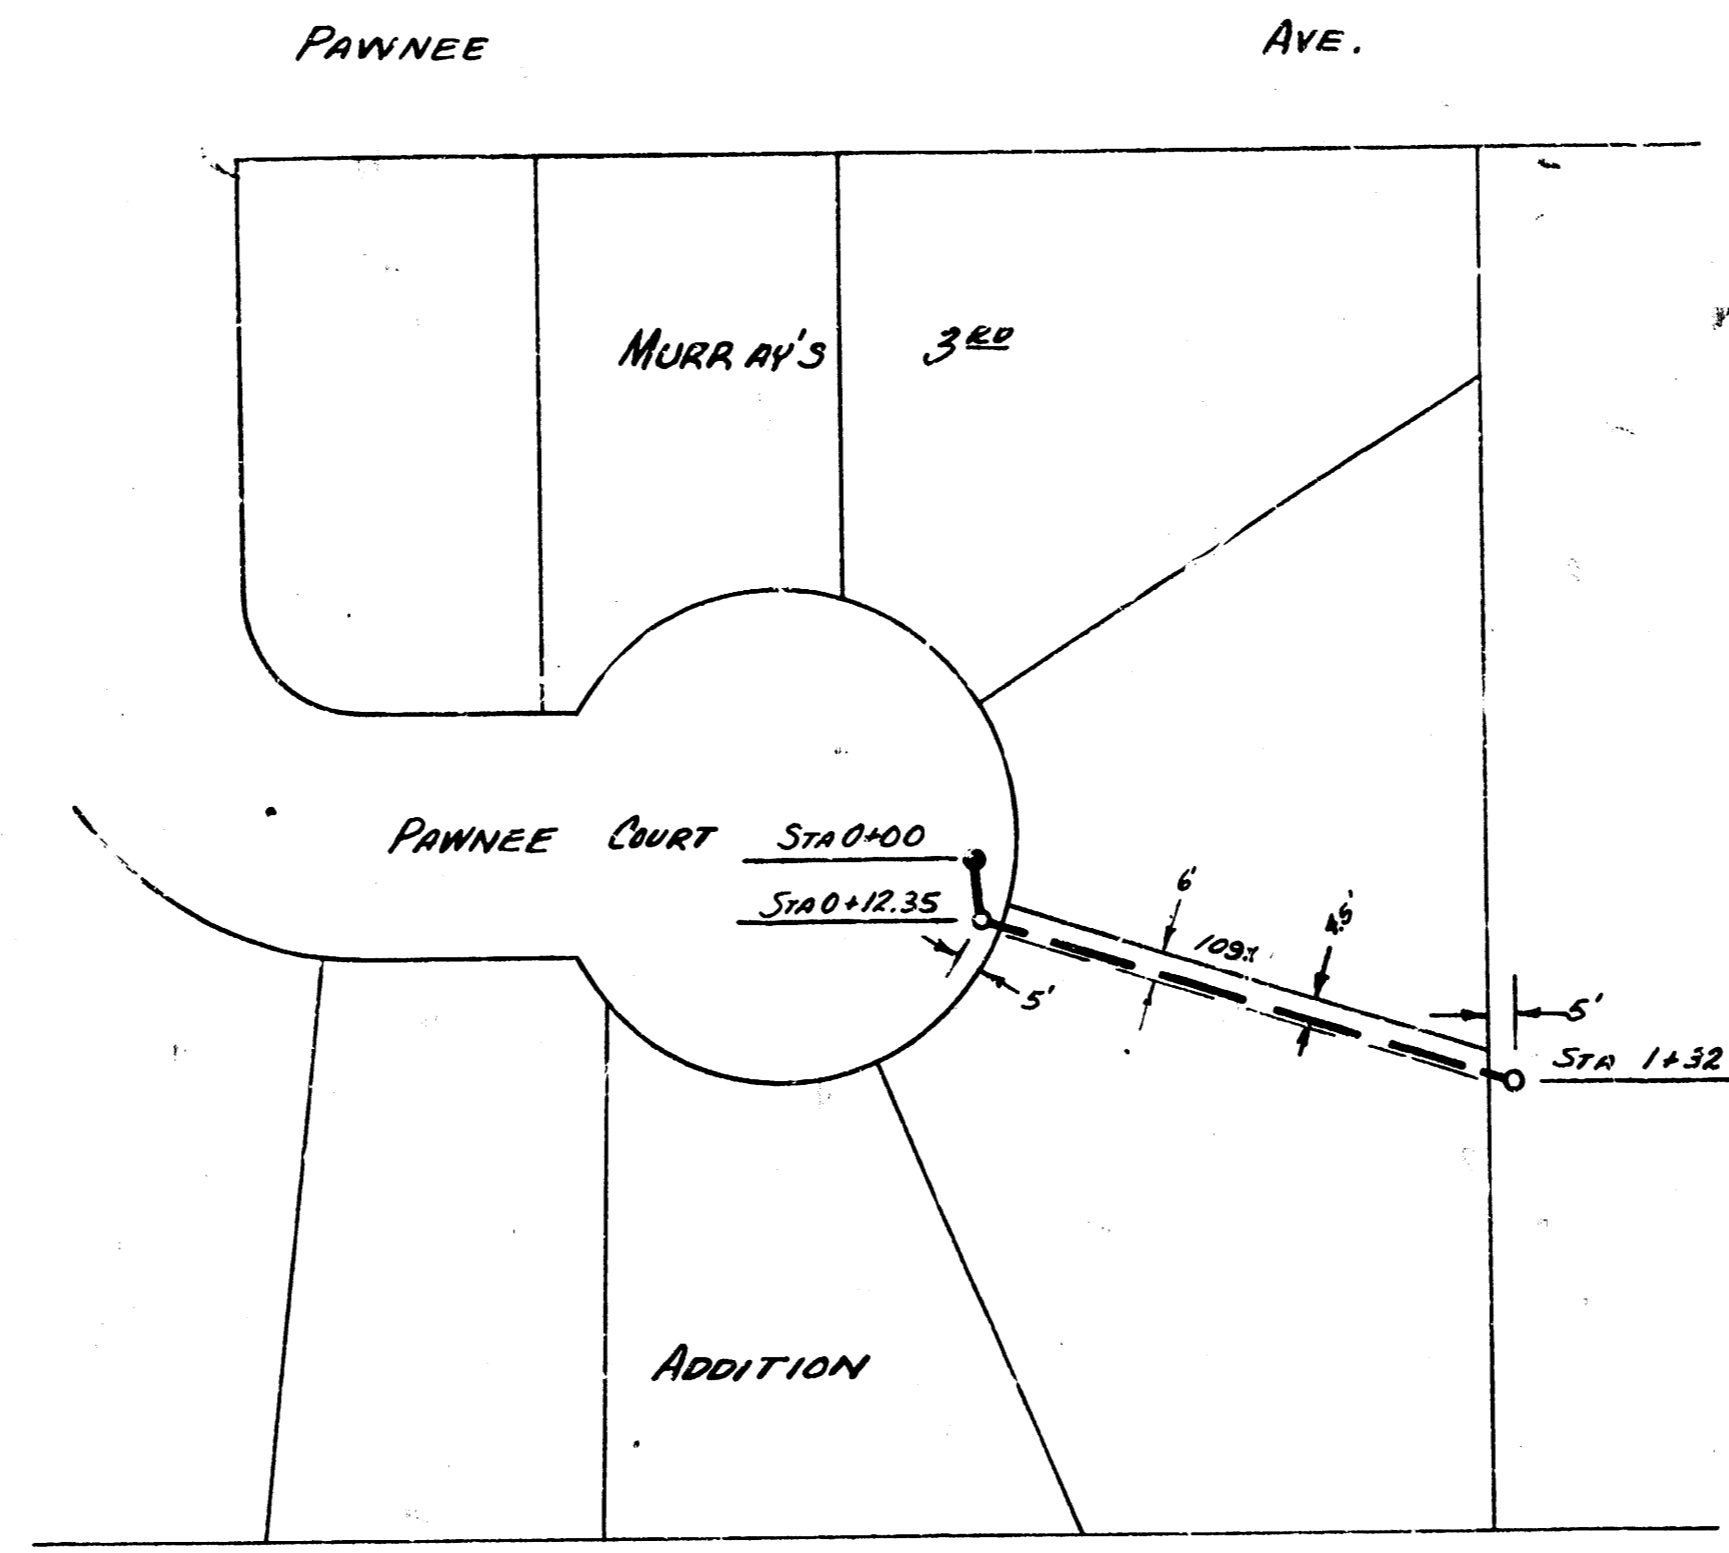 PAWNEE AVE.
MURRAY'S 3RD
PAWNEE COURT STA 0+00
STA 0+12.35
6'
4.5'
109±
5'
5'
STA 1+32
ADDITION